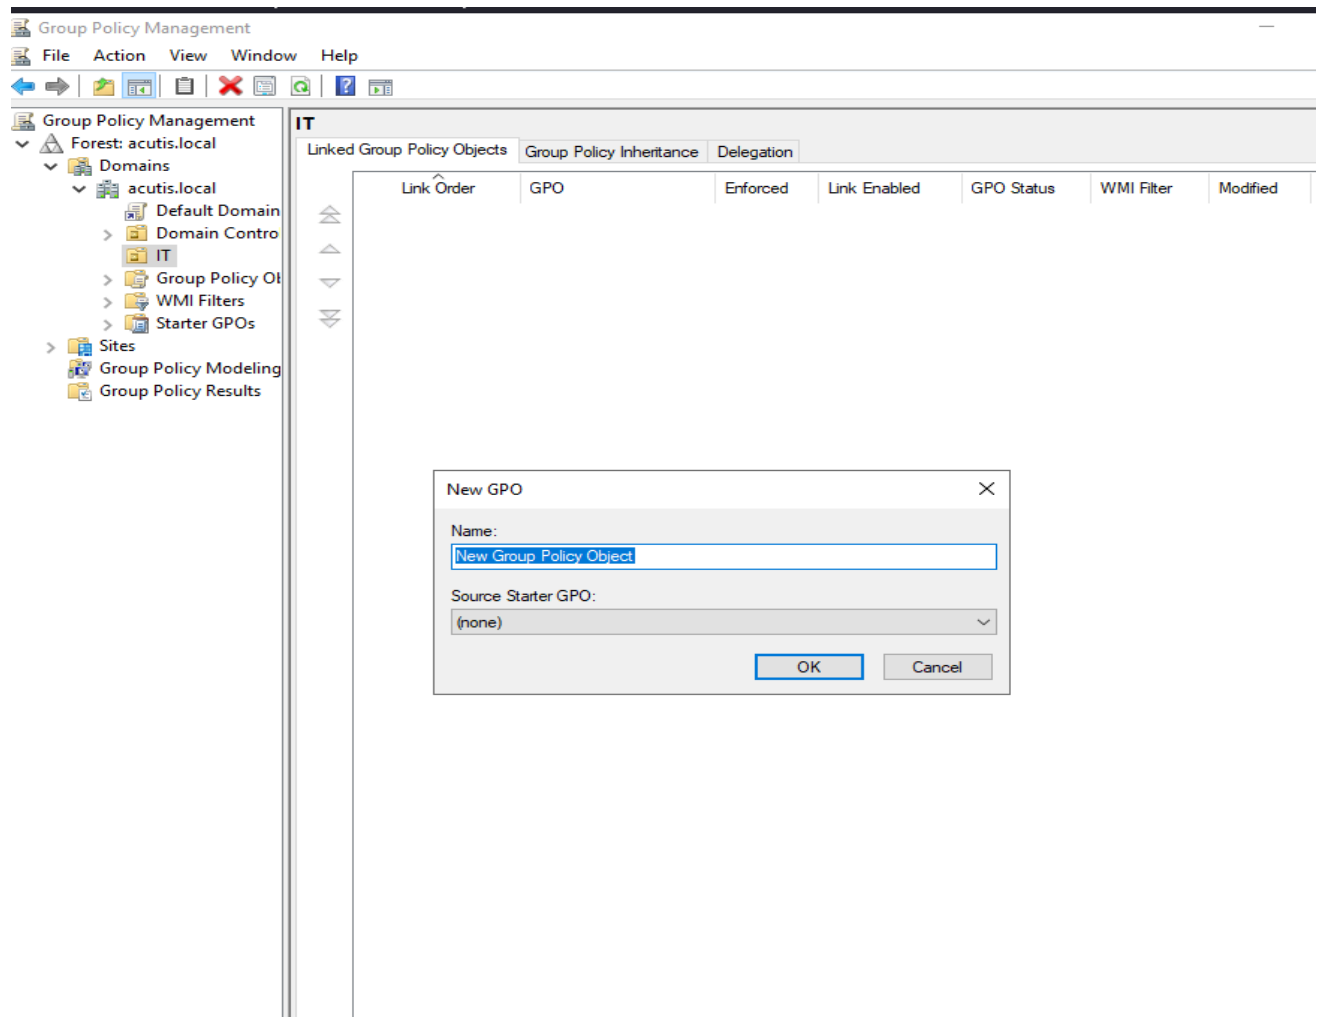 Group Policy Management
File Action View Window Help
Group Policy Management
Forest: acutis.local
Domains
acutis.local
Default Domain
Domain Contro
IT
Group Policy Ob
WMI Filters
Starter GPOs
Sites
Group Policy Modeling
Group Policy Results
IT
Linked Group Policy Objects Group Policy Inheritance Delegation
Link Order GPO Enforced Link Enabled GPO Status WMI Filter Modified
New GPO
Name:
New Group Policy Object
Source Starter GPO:
(none)
OK Cancel